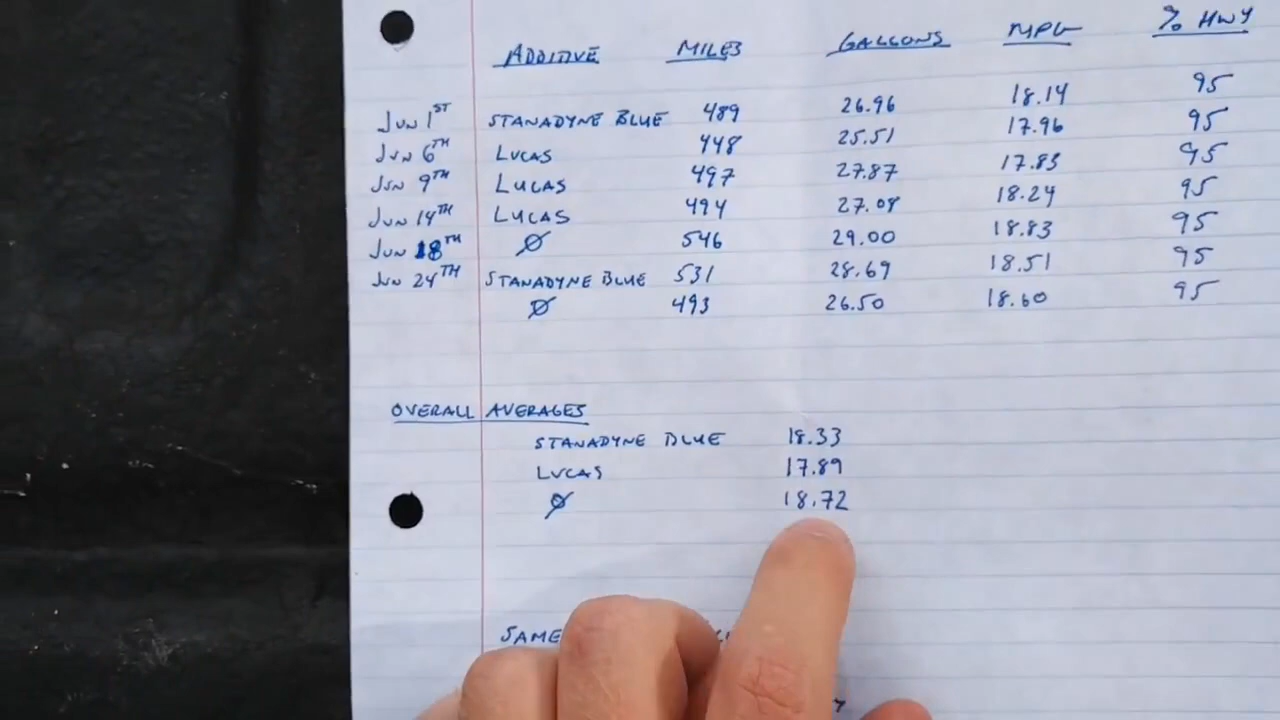 ADDITIVE MILES GALLONS MPG % HWY
JUN 1ST STANADYNE BLUE 489 26.96 18.14 95
JUN 6TH LUCAS 448 25.51 17.96 95
JUN 9TH LUCAS 497 27.87 17.83 95
JUN 14TH LUCAS 494 27.08 18.24 95
JUN 18TH Ø 546 29.00 18.83 95
JUN 24TH STANADYNE BLUE 531 28.69 18.51 95
Ø 493 26.50 18.60 95
OVERALL AVERAGES
STANADYNE BLUE 18.33
LUCAS 17.89
Ø 18.72
SAME